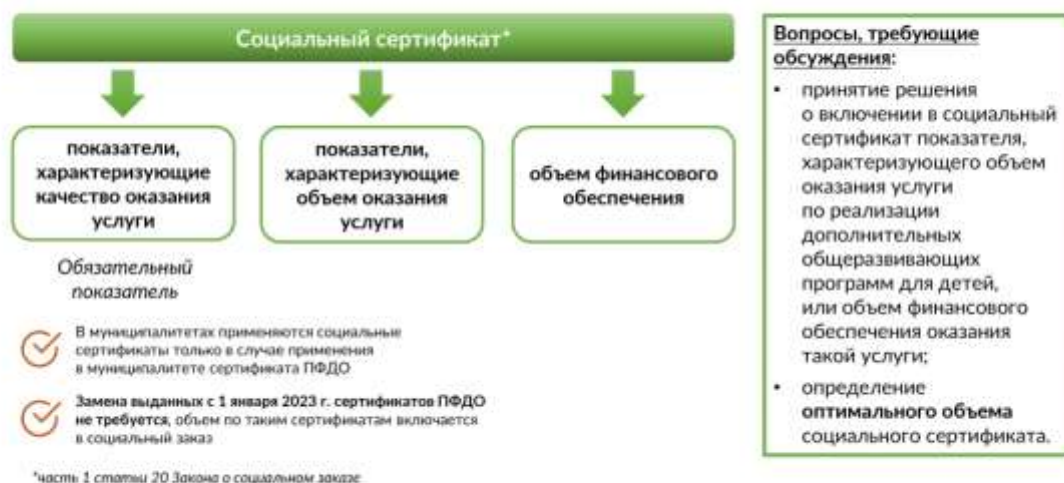 Социальный сертификат*
показатели,
характеризующие
качество оказания
услуги
показатели,
характеризующие
объем оказания
услуги
объем финансового
обеспечения
Обязательный
показатель
В муниципалитетах применяются социальные
сертификаты только в случае применения
в муниципалитете сертификата ПФДО
Замена выданных с 1 января 2023 г. сертификатов ПФДО
не требуется, объем по таким сертификатам включается
в социальный заказ
*часть 1 статьи 20 Закона о социальном заказе
Вопросы, требующие
обсуждения:
• принятие решения
о включении в социальный
сертификат показателя,
характеризующего объем
оказания услуги
по реализации
дополнительных
общеразвивающих
программ для детей,
или объем финансового
обеспечения оказания
такой услуги;
• определение
оптимального объема
социального сертификата.